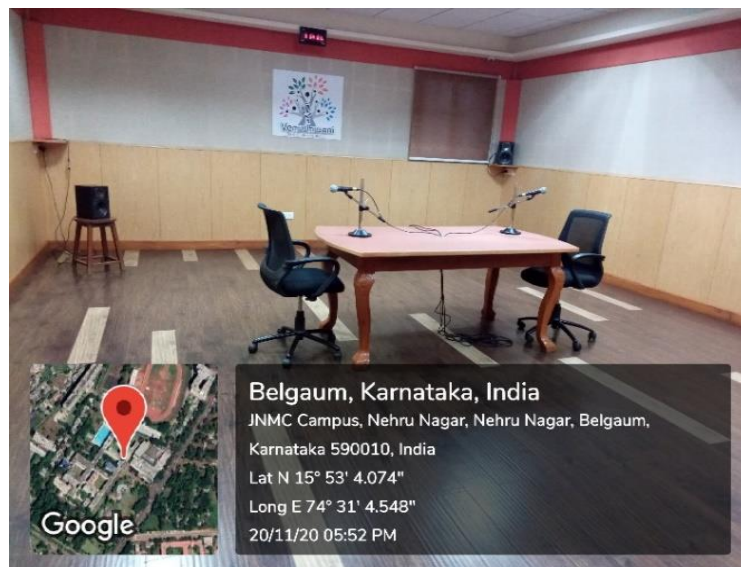 Venudhwani
Belgaum, Karnataka, India
JNMC Campus, Nehru Nagar, Nehru Nagar, Belgaum,
Karnataka 590010, India
Lat N 15° 53' 4.074"
Long E 74° 31' 4.548"
20/11/20 05:52 PM
Google